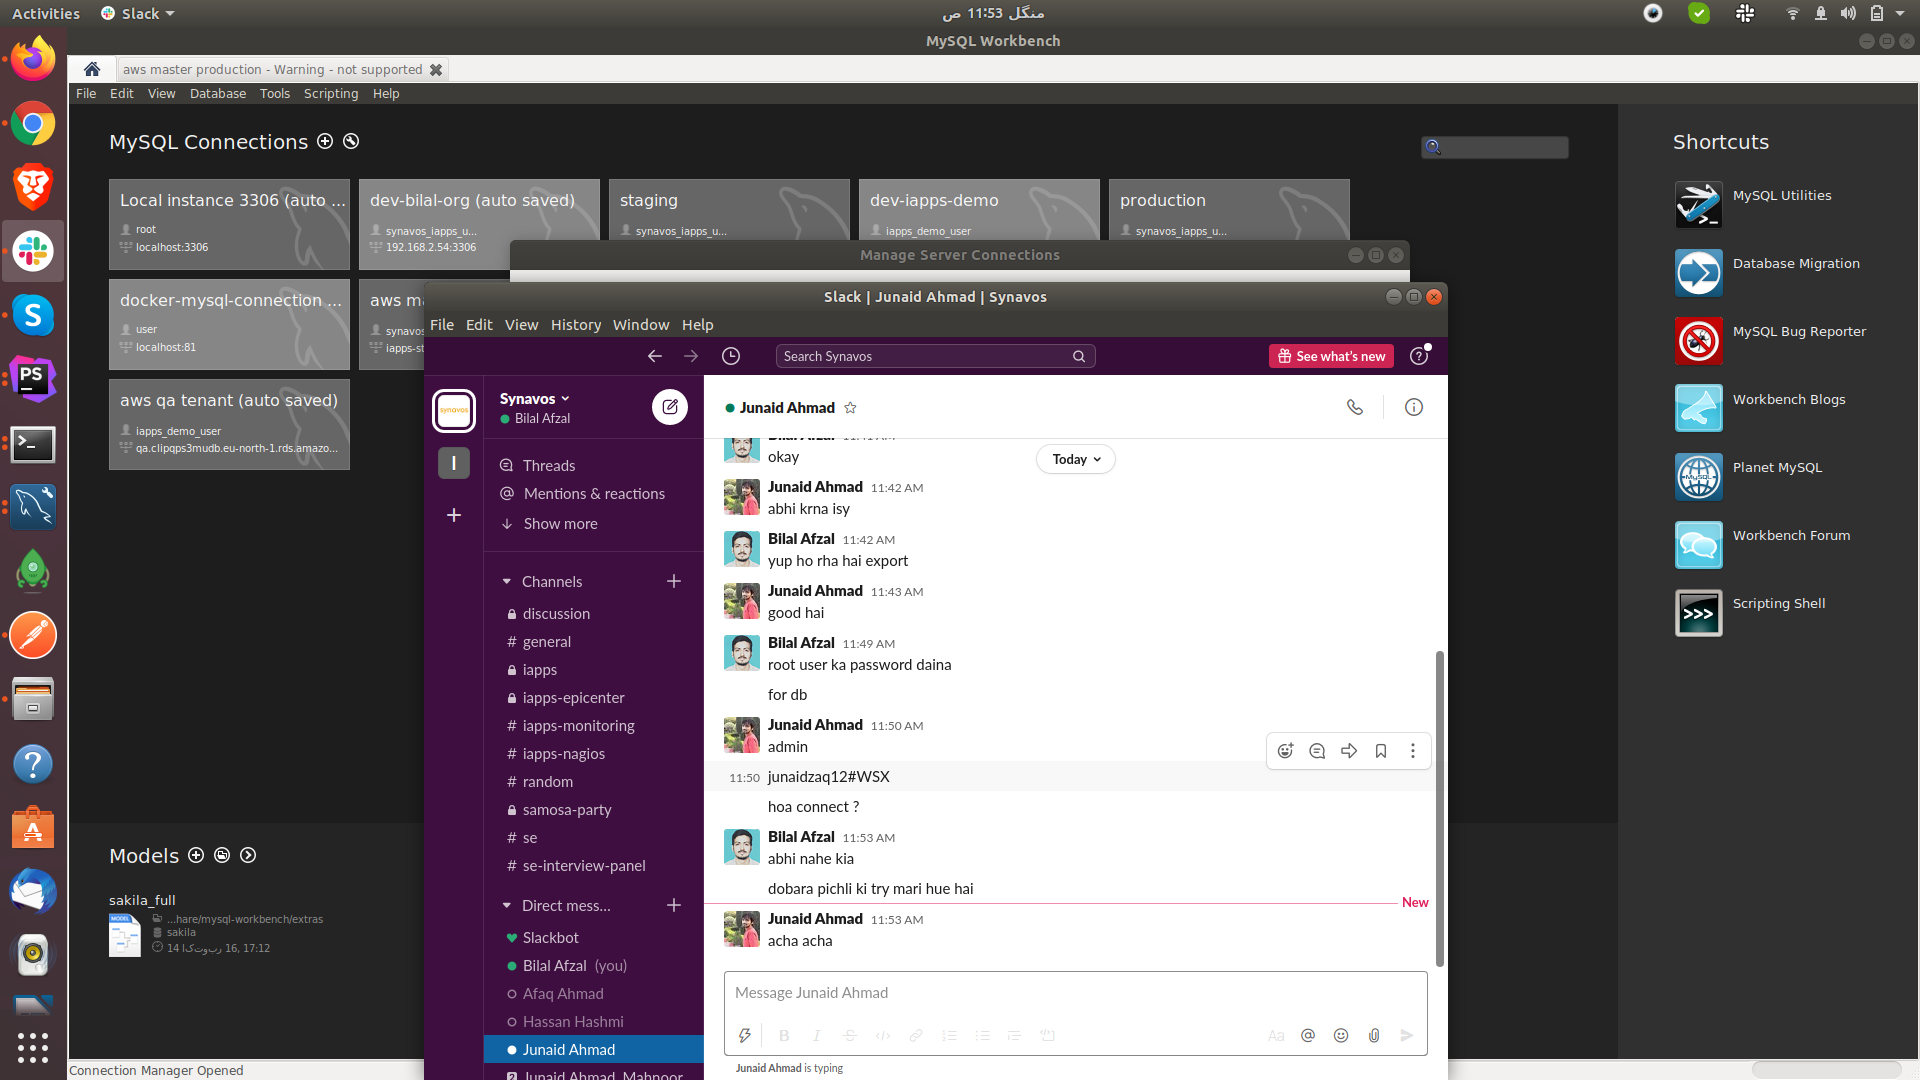 Activities
Slack
منگل 11:53 ص
MySQL Workbench
aws master production - Warning - not supported
File Edit View Database Tools Scripting Help
MySQL Connections
Local instance 3306 (auto ...
root
localhost:3306
dev-bilal-org (auto saved)
synavos_iapps_u...
192.168.2.54:3306
staging
synavos_iapps_u...
dev-iapps-demo
iapps_demo_user
production
synavos_iapps_u...
docker-mysql-connection ...
user
localhost:81
aws ma
synavos
iapps-st
aws qa tenant (auto saved)
iapps_demo_user
qa.clipqps3mudb.eu-north-1.rds.amazo...
Models
sakila_full
MODEL
...hare/mysql-workbench/extras
sakila
14 اکتوبر 16, 17:12
Connection Manager Opened
Shortcuts
MySQL Utilities
Database Migration
MySQL Bug Reporter
Workbench Blogs
Planet MySQL
Workbench Forum
Scripting Shell
Manage Server Connections
Slack | Junaid Ahmad | Synavos
File Edit View History Window Help
Search Synavos
See what's new
synavos
I
Synavos
Bilal Afzal
Threads
Mentions & reactions
Show more
Channels
discussion
# general
iapps
iapps-epicenter
# iapps-monitoring
# iapps-nagios
# random
samosa-party
# se
# se-interview-panel
Direct mess...
Slackbot
Bilal Afzal (you)
Afaq Ahmad
Hassan Hashmi
Junaid Ahmad
2 Junaid Ahmad, Mahnoor
Junaid Ahmad
Today
Bilal Afzal 11:41 AM
okay
Junaid Ahmad 11:42 AM
abhi krna isy
Bilal Afzal 11:42 AM
yup ho rha hai export
Junaid Ahmad 11:43 AM
good hai
Bilal Afzal 11:49 AM
root user ka password daina
for db
Junaid Ahmad 11:50 AM
admin
11:50 junaidzaq12#WSX
hoa connect ?
Bilal Afzal 11:53 AM
abhi nahe kia
dobara pichli ki try mari hue hai
New
Junaid Ahmad 11:53 AM
acha acha
Message Junaid Ahmad
B I S Aa @
Junaid Ahmad is typing
PS